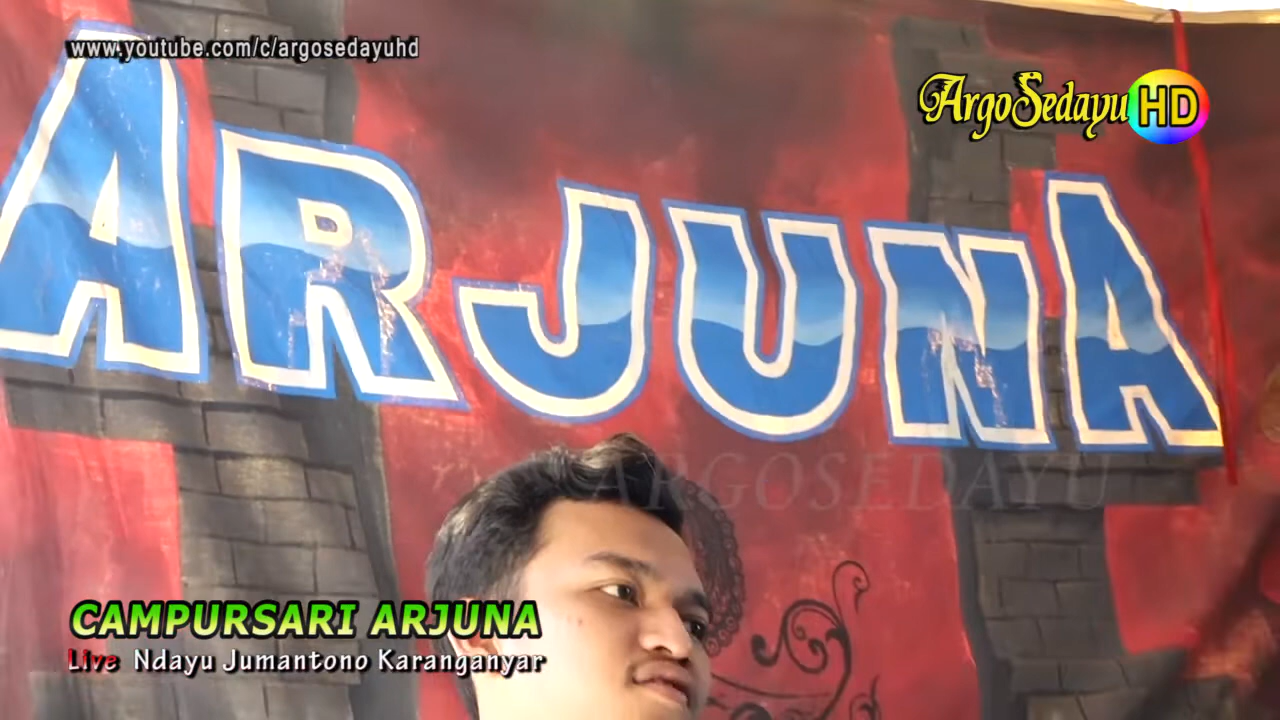 www.youtube.com/c/argosedayuhd
ArgoSedayu HD
ARJUNA
ARGOSEDAYU
CAMPURSARI ARJUNA
Live Ndayu Jumantono Karanganyar